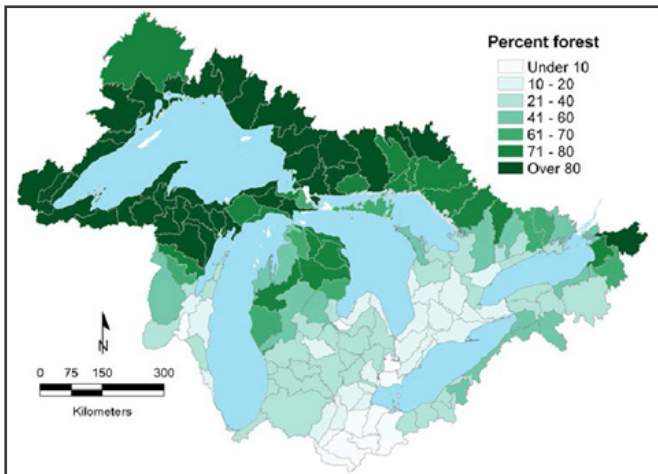 Percent forest
Under 10
10 - 20
21 - 40
41 - 60
61 - 70
71 - 80
Over 80
N
0 75 150 300
Kilometers